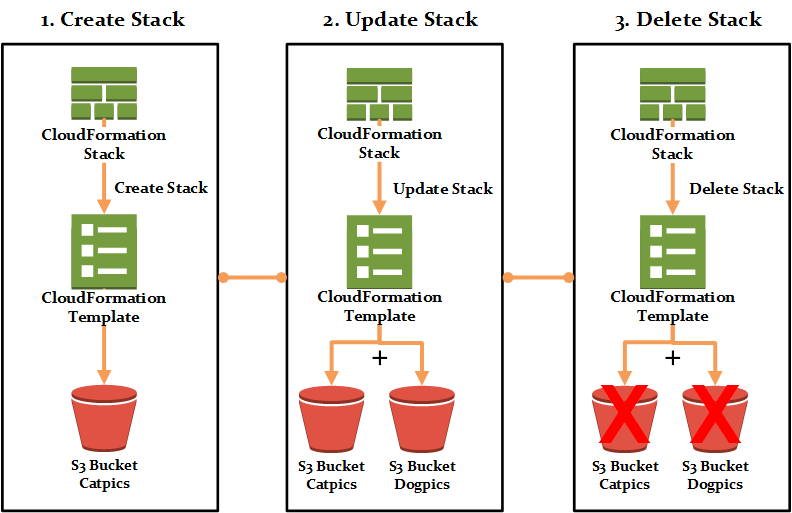 1. Create Stack
CloudFormation
Stack
Create Stack
CloudFormation
Template
S3 Bucket
Catpics
2. Update Stack
CloudFormation
Stack
Update Stack
CloudFormation
Template
+
S3 Bucket
Catpics
S3 Bucket
Dogpics
3. Delete Stack
CloudFormation
Stack
Delete Stack
CloudFormation
Template
+
X
X
S3 Bucket
Catpics
S3 Bucket
Dogpics